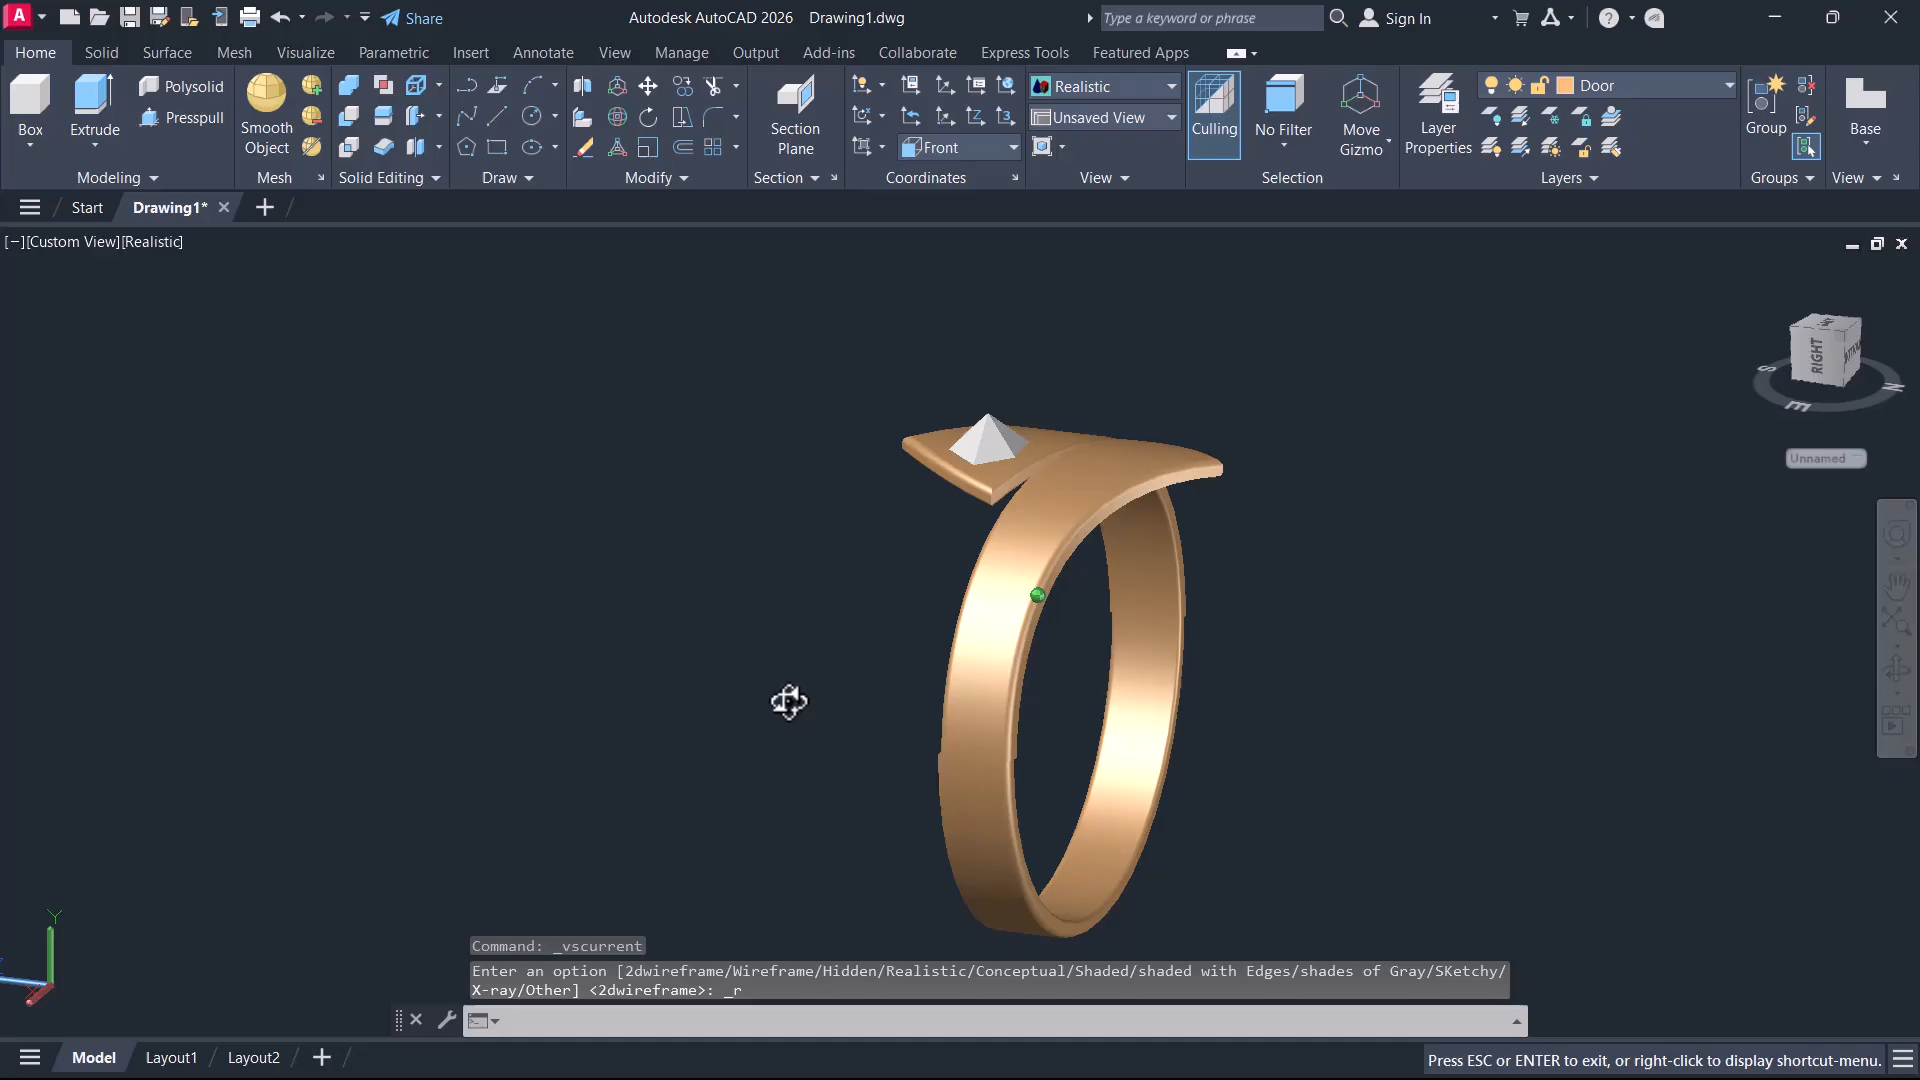 A
Share
Autodesk AutoCAD 2026 Drawing1.dwg
Type a keyword or phrase
Sign In
?
Home Solid Surface Mesh Visualize Parametric Insert Annotate View Manage Output Add-ins Collaborate Express Tools Featured Apps
Box
Extrude
Polysolid
Presspull
Modeling
Smooth
Object
Mesh
Solid Editing
Draw
Modify
Section
Plane
Section
Front
Coordinates
Realistic
Unsaved View
View
Culling
No Filter
Move
Gizmo
Selection
Layer
Properties
Door
Layers
Group
Groups
Base
View
Start
Drawing1*
[−][Custom View][Realistic]
RIGHT
S
E
N
Unnamed
Y
Command: _vscurrent
Enter an option [2dwireframe/Wireframe/Hidden/Realistic/Conceptual/Shaded/shaded with Edges/shades of Gray/SKetchy/
X-ray/Other] <2dwireframe>: _r
Model Layout1 Layout2
Press ESC or ENTER to exit, or right-click to display shortcut-menu.